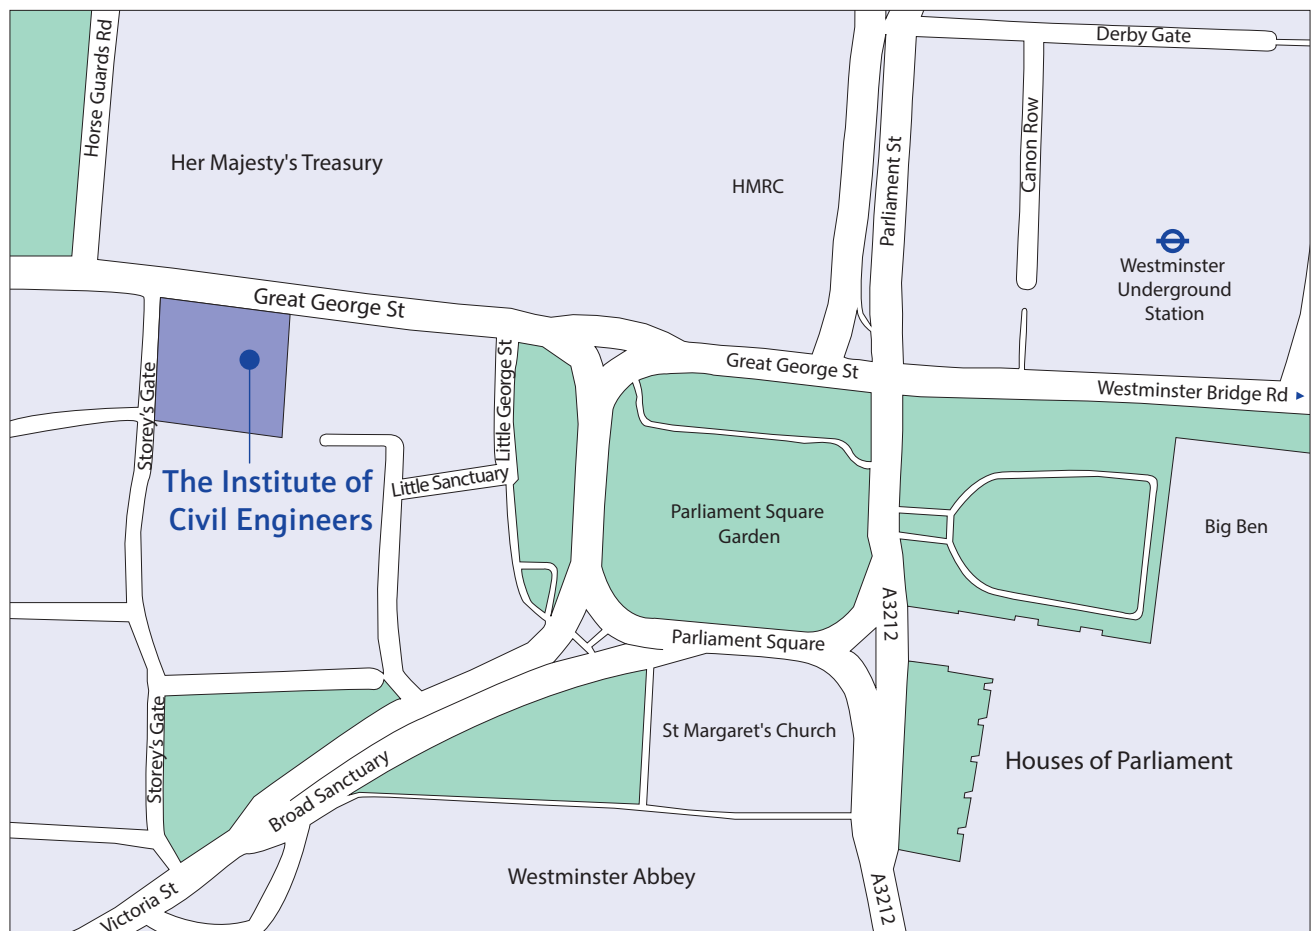 Derby Gate
Horse Guards Rd
Canon Row
Her Majesty's Treasury
HMRC
Parliament St
Westminster
Underground
Station
Great George St
Great George St
Westminster Bridge Rd
Storey's Gate
Little George St
The Institute of
Civil Engineers
Little Sanctuary
Parliament Square
Garden
Big Ben
A3212
Parliament Square
Storey's Gate
St Margaret's Church
Houses of Parliament
Broad Sanctuary
Westminster Abbey
A3212
Victoria St